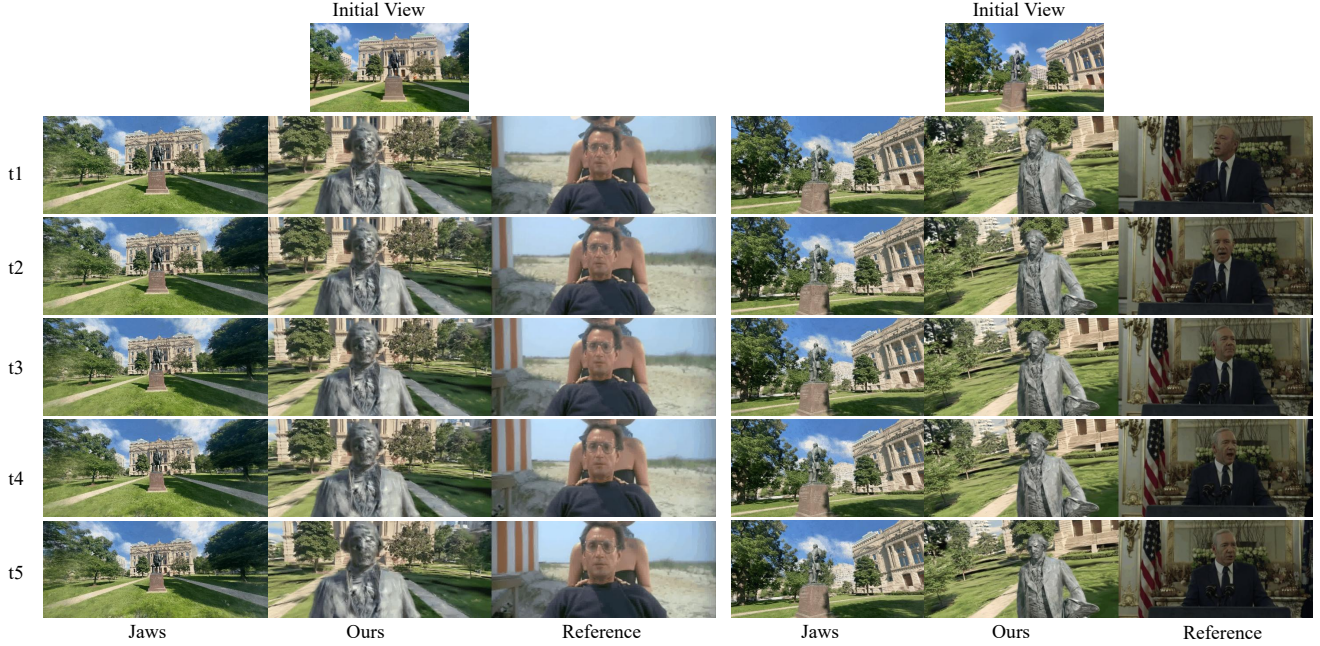 Initial View
Initial View
t1
t2
t3
t4
t5
Jaws
Ours
Reference
Jaws
Ours
Reference